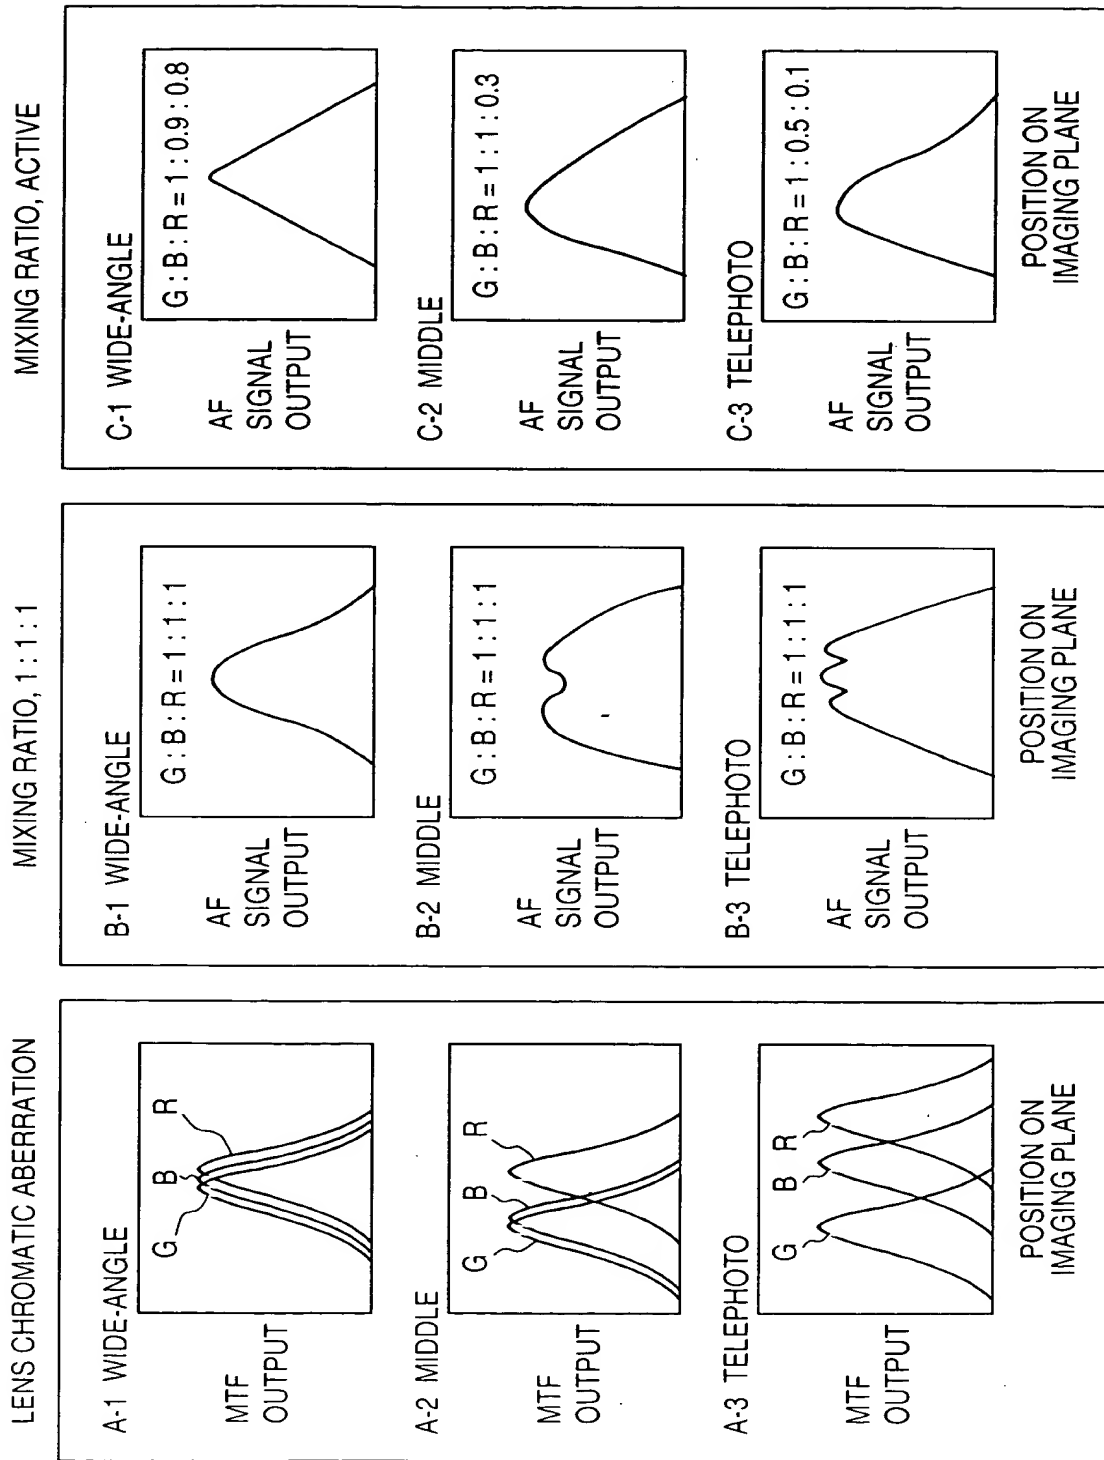 LENS CHROMATIC ABERRATION
A-1 WIDE-ANGLE
MTF
OUTPUT
G
B
R
A-2 MIDDLE
MTF
OUTPUT
G
B
R
A-3 TELEPHOTO
MTF
OUTPUT
G
B
R
POSITION ON
IMAGING PLANE
MIXING RATIO, 1:1:1
B-1 WIDE-ANGLE
AF
SIGNAL
OUTPUT
G:B:R=1:1:1
B-2 MIDDLE
AF
SIGNAL
OUTPUT
G:B:R=1:1:1
B-3 TELEPHOTO
AF
SIGNAL
OUTPUT
G:B:R=1:1:1
POSITION ON
IMAGING PLANE
MIXING RATIO, ACTIVE
C-1 WIDE-ANGLE
AF
SIGNAL
OUTPUT
G:B:R=1:0.9:0.8
C-2 MIDDLE
AF
SIGNAL
OUTPUT
G:B:R=1:1:0.3
C-3 TELEPHOTO
AF
SIGNAL
OUTPUT
G:B:R=1:0.5:0.1
POSITION ON
IMAGING PLANE